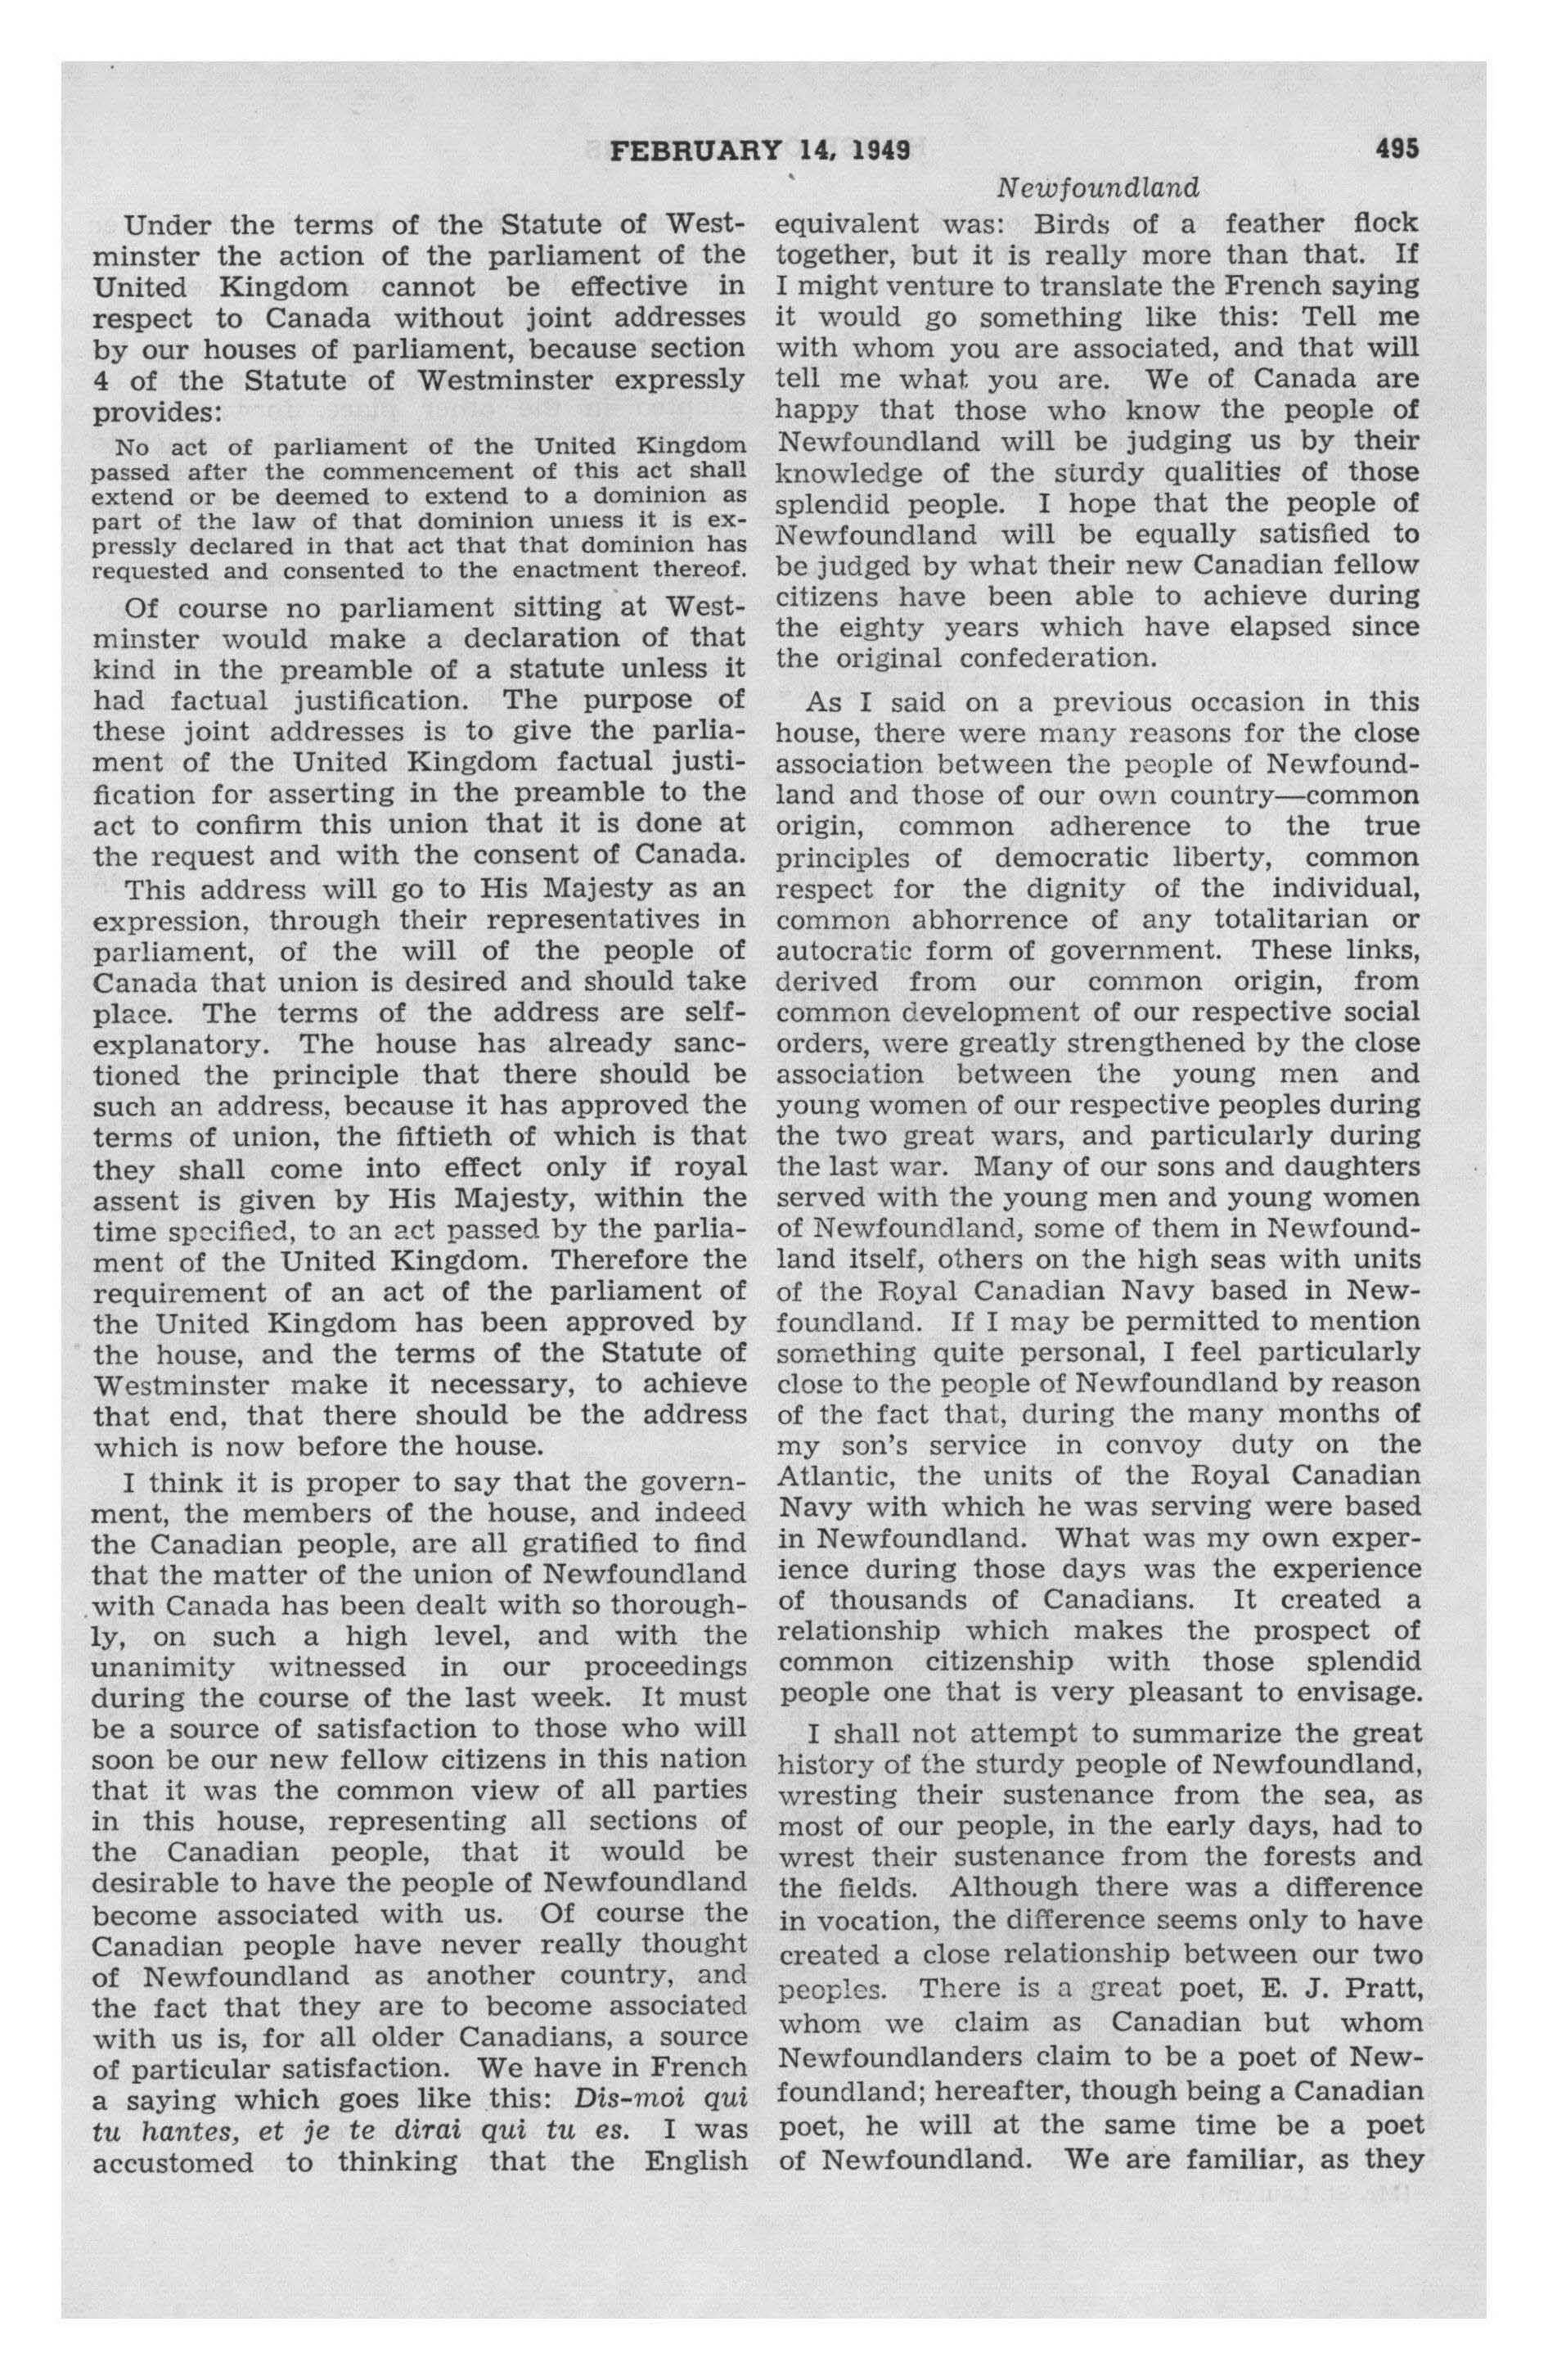 FEBRUARY 14, 1949
495
Newfoundland
Under the terms of the Statute of West-
minster the action of the parliament of the
United Kingdom cannot be effective in
respect to Canada without joint addresses
by our houses of parliament, because section
4 of the Statute of Westminster expressly
provides:
No act of parliament of the United Kingdom
passed after the commencement of this act shall
extend or be deemed to extend to a dominion as
part of the law of that dominion unless it is ex-
pressly declared in that act that that dominion has
requested and consented to the enactment thereof.
Of course no parliament sitting at West-
minster would make a declaration of that
kind in the preamble of a statute unless it
had factual justification. The purpose of
these joint addresses is to give the parlia-
ment of the United Kingdom factual justi-
fication for asserting in the preamble to the
act to confirm this union that it is done at
the request and with the consent of Canada.
This address will go to His Majesty as an
expression, through their representatives in
parliament, of the will of the people of
Canada that union is desired and should take
place. The terms of the address are self-
explanatory. The house has already sanc-
tioned the principle that there should be
such an address, because it has approved the
terms of union, the fiftieth of which is that
they shall come into effect only if royal
assent is given by His Majesty, within the
time specified, to an act passed by the parlia-
ment of the United Kingdom. Therefore the
requirement of an act of the parliament of
the United Kingdom has been approved by
the house, and the terms of the Statute of
Westminster make it necessary, to achieve
that end, that there should be the address
which is now before the house.
I think it is proper to say that the govern-
ment, the members of the house, and indeed
the Canadian people, are all gratified to find
that the matter of the union of Newfoundland
with Canada has been dealt with so thorough-
ly, on such a high level, and with the
unanimity witnessed in our proceedings
during the course of the last week. It must
be a source of satisfaction to those who will
soon be our new fellow citizens in this nation
that it was the common view of all parties
in this house, representing all sections of
the Canadian people, that it would be
desirable to have the people of Newfoundland
become associated with us. Of course the
Canadian people have never really thought
of Newfoundland as another country, and
the fact that they are to become associated
with us is, for all older Canadians, a source
of particular satisfaction. We have in French
a saying which goes like this: Dis-moi qui
tu hantes, et je te dirai qui tu es. I was
accustomed to thinking that the English
equivalent was: Birds of a feather flock
together, but it is really more than that. If
I might venture to translate the French saying
it would go something like this: Tell me
with whom you are associated, and that will
tell me what you are. We of Canada are
happy that those who know the people of
Newfoundland will be judging us by their
knowledge of the sturdy qualities of those
splendid people. I hope that the people of
Newfoundland will be equally satisfied to
be judged by what their new Canadian fellow
citizens have been able to achieve during
the eighty years which have elapsed since
the original confederation.
As I said on a previous occasion in this
house, there were many reasons for the close
association between the people of Newfound-
land and those of our own country—common
origin, common adherence to the true
principles of democratic liberty, common
respect for the dignity of the individual,
common abhorrence of any totalitarian or
autocratic form of government. These links,
derived from our common origin, from
common development of our respective social
orders, were greatly strengthened by the close
association between the young men and
young women of our respective peoples during
the two great wars, and particularly during
the last war. Many of our sons and daughters
served with the young men and young women
of Newfoundland, some of them in Newfound-
land itself, others on the high seas with units
of the Royal Canadian Navy based in New-
foundland. If I may be permitted to mention
something quite personal, I feel particularly
close to the people of Newfoundland by reason
of the fact that, during the many months of
my son's service in convoy duty on the
Atlantic, the units of the Royal Canadian
Navy with which he was serving were based
in Newfoundland. What was my own exper-
ience during those days was the experience
of thousands of Canadians. It created a
relationship which makes the prospect of
common citizenship with those splendid
people one that is very pleasant to envisage.
I shall not attempt to summarize the great
history of the sturdy people of Newfoundland,
wresting their sustenance from the sea, as
most of our people, in the early days, had to
wrest their sustenance from the forests and
the fields. Although there was a difference
in vocation, the difference seems only to have
created a close relationship between our two
peoples. There is a great poet, E. J. Pratt,
whom we claim as Canadian but whom
Newfoundlanders claim to be a poet of New-
foundland; hereafter, though being a Canadian
poet, he will at the same time be a poet
of Newfoundland. We are familiar, as they